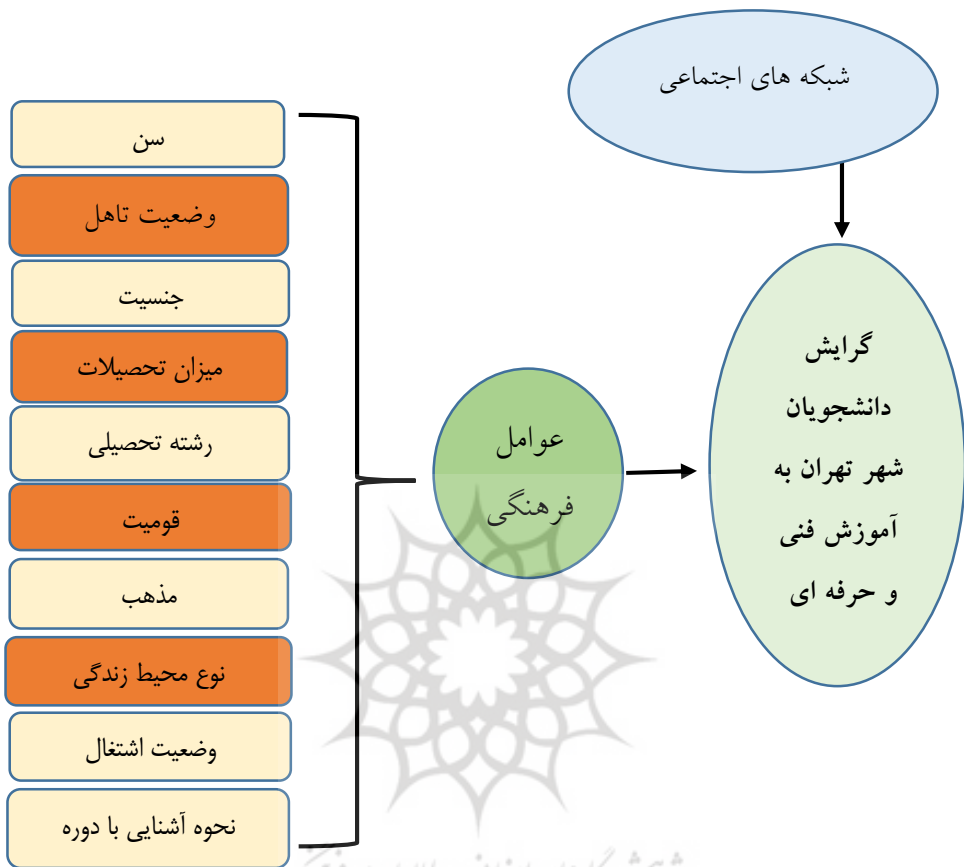 شبکه های اجتماعی
سن
وضعیت تاهل
جنسیت
میزان تحصیلات
رشته تحصیلی
قومیت
مذهب
نوع محیط زندگی
وضعیت اشتغال
نحوه آشنایی با دوره
عوامل
فرهنگی
گرایش
دانشجویان
شهر تهران به
آموزش فنی
و حرفه ای